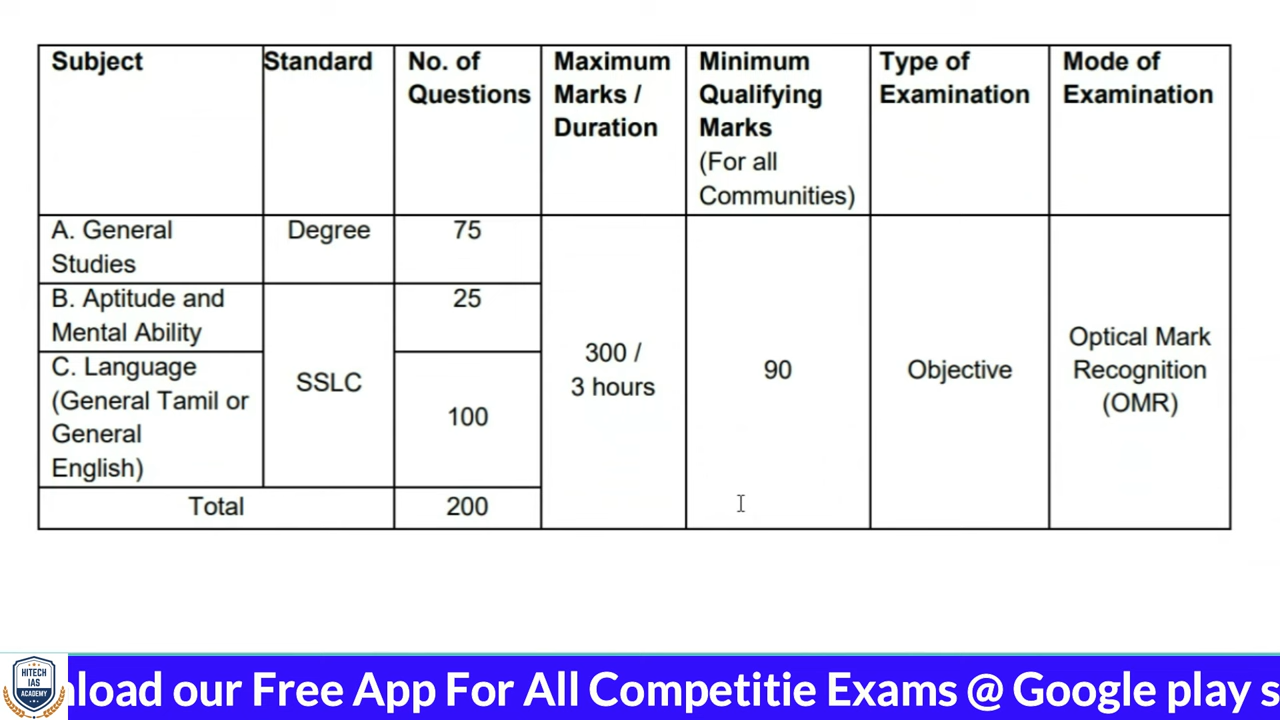 Subject
Standard
No. of
Questions
Maximum
Marks /
Duration
Minimum
Qualifying
Marks
(For all
Communities)
Type of
Examination
Mode of
Examination
A. General
Studies
Degree
75
B. Aptitude and
Mental Ability
25
C. Language
(General Tamil or
General
English)
SSLC
100
300 /
3 hours
90
Objective
Optical Mark
Recognition
(OMR)
Total
200
HITECH
IAS
ACADEMY
nload our Free App For All Competitie Exams @ Google play s